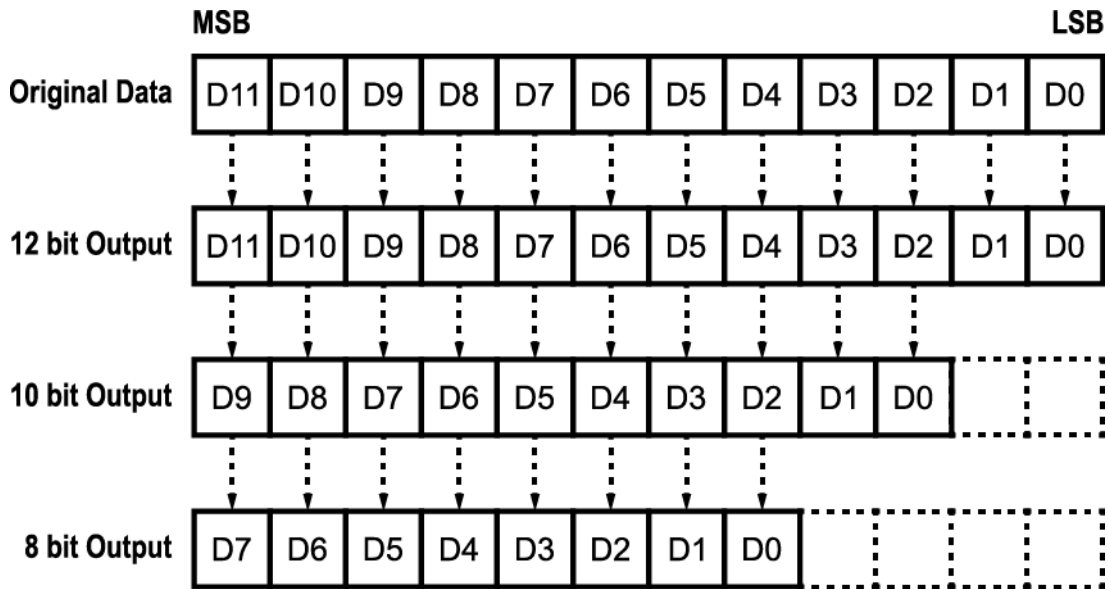 MSB LSB
Original Data D11 D10 D9 D8 D7 D6 D5 D4 D3 D2 D1 D0
12 bit Output D11 D10 D9 D8 D7 D6 D5 D4 D3 D2 D1 D0
10 bit Output D9 D8 D7 D6 D5 D4 D3 D2 D1 D0
8 bit Output D7 D6 D5 D4 D3 D2 D1 D0